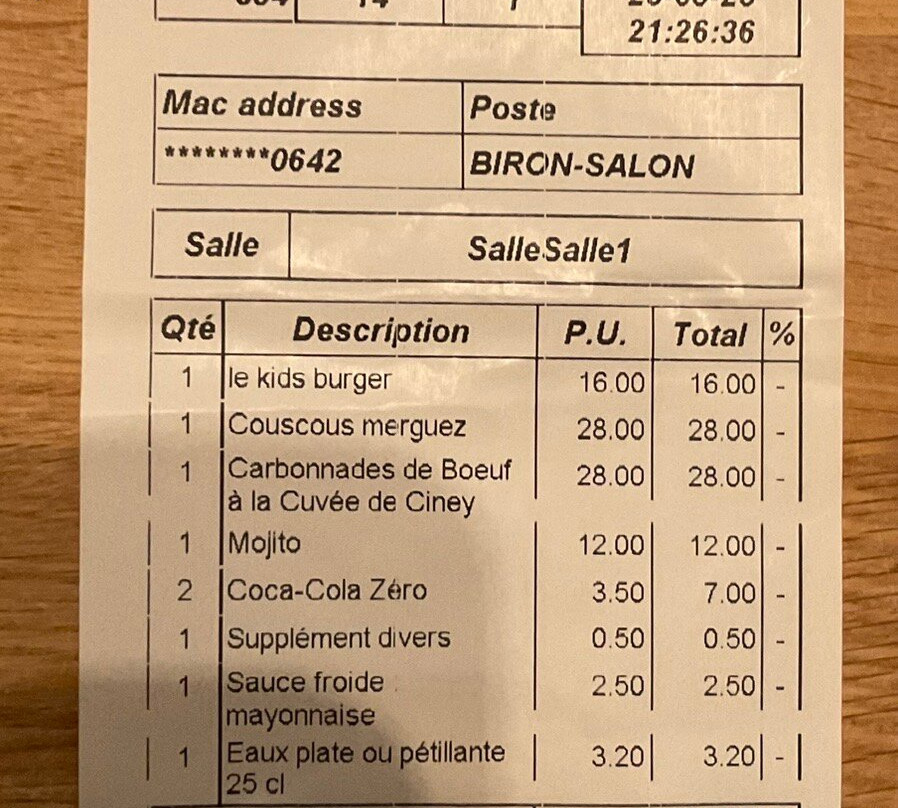 21:26:36
Mac address Poste
********0642 BIRON-SALON
Salle SalleSalle1
Qté Description P.U. Total %
1 le kids burger 16.00 16.00 -
1 Couscous merguez 28.00 28.00 -
1 Carbonnades de Boeuf 28.00 28.00 -
à la Cuvée de Ciney
1 Mojito 12.00 12.00 -
2 Coca-Cola Zéro 3.50 7.00 -
1 Supplément divers 0.50 0.50 -
1 Sauce froide 2.50 2.50 -
mayonnaise
1 Eaux plate ou pétillante 3.20 3.20 -
25 cl